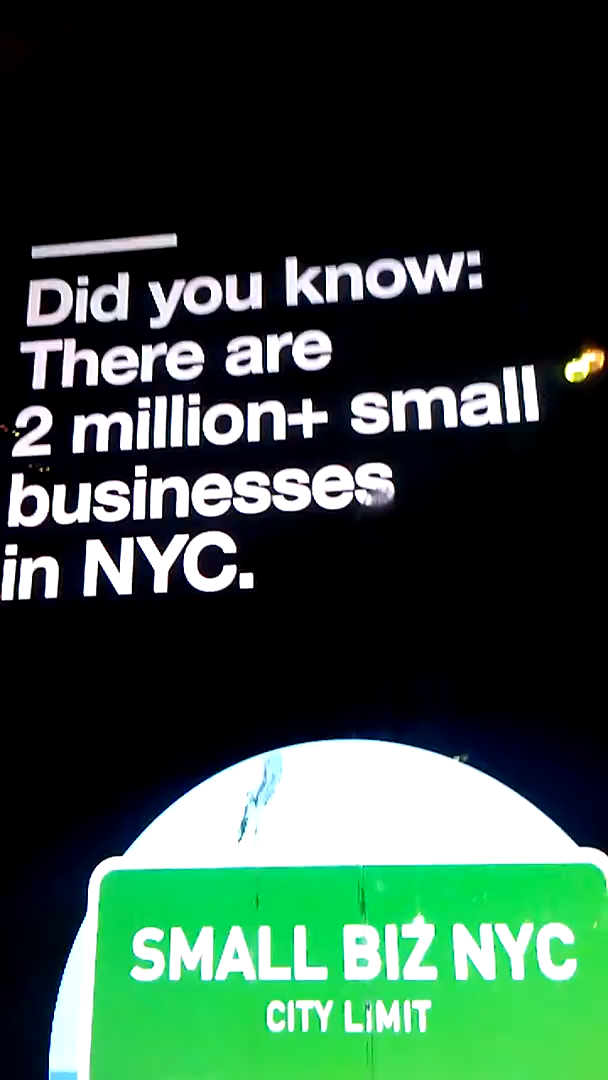 Did you know:
There are
2 million+ small
businesses
in NYC.
SMALL BIZ NYC
CITY LIMIT